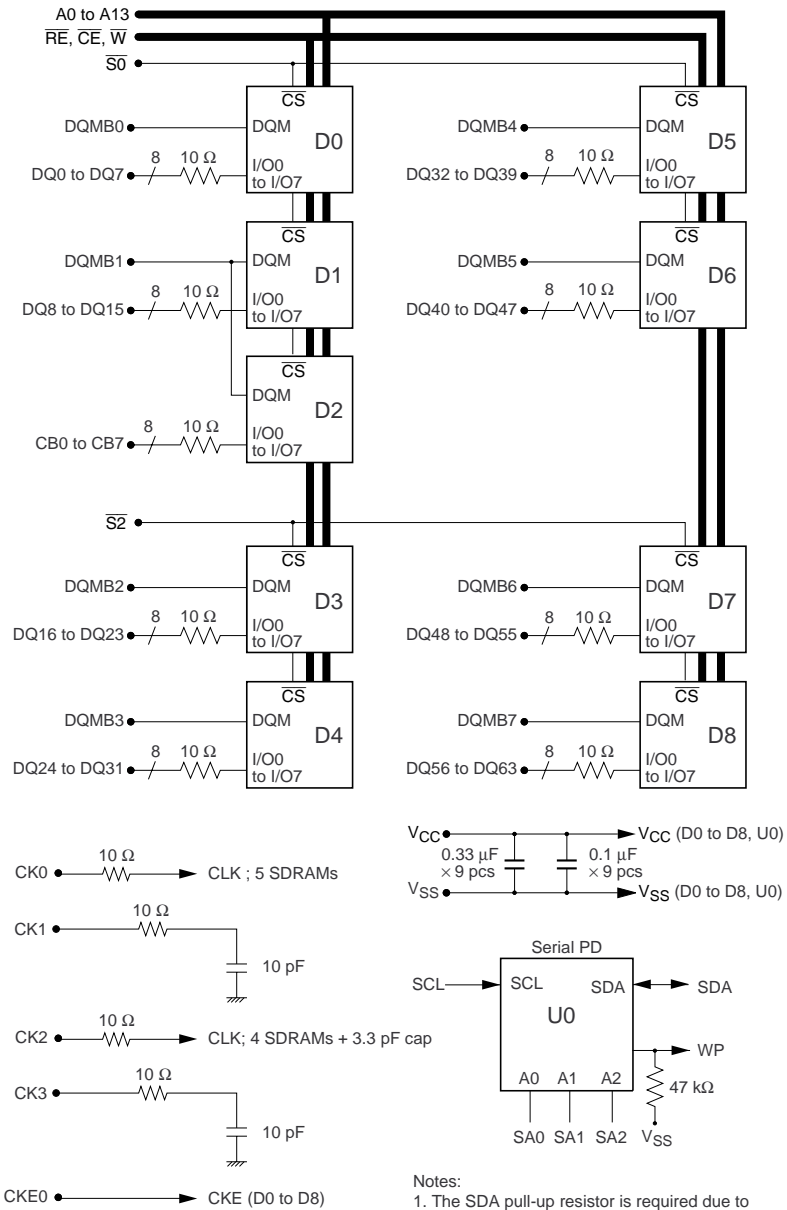 A0 to A13
RE, CE, W
S0
CS
CS
DQMB0
DQM
D0
DQMB4
DQM
D5
8
10 Ω
8
10 Ω
DQ0 to DQ7
I/O0
to I/O7
DQ32 to DQ39
I/O0
to I/O7
CS
CS
DQMB1
DQM
D1
DQMB5
DQM
D6
8
10 Ω
8
10 Ω
DQ8 to DQ15
I/O0
to I/O7
DQ40 to DQ47
I/O0
to I/O7
CS
DQM
D2
8
10 Ω
CB0 to CB7
I/O0
to I/O7
S2
CS
CS
DQMB2
DQM
D3
DQMB6
DQM
D7
8
10 Ω
8
10 Ω
DQ16 to DQ23
I/O0
to I/O7
DQ48 to DQ55
I/O0
to I/O7
CS
CS
DQMB3
DQM
D4
DQMB7
DQM
D8
8
10 Ω
8
10 Ω
DQ24 to DQ31
I/O0
to I/O7
DQ56 to DQ63
I/O0
to I/O7
VCC
VCC (D0 to D8, U0)
0.33 µF
× 9 pcs
0.1 µF
× 9 pcs
VSS
VSS (D0 to D8, U0)
10 Ω
CK0
CLK ; 5 SDRAMs
10 Ω
CK1
10 pF
10 Ω
CK2
CLK; 4 SDRAMs + 3.3 pF cap
10 Ω
CK3
10 pF
CKE0
CKE (D0 to D8)
Serial PD
SCL
SCL
SDA
SDA
U0
WP
A0
A1
A2
47 kΩ
SA0
SA1
SA2
VSS
Notes:
1. The SDA pull-up resistor is required due to